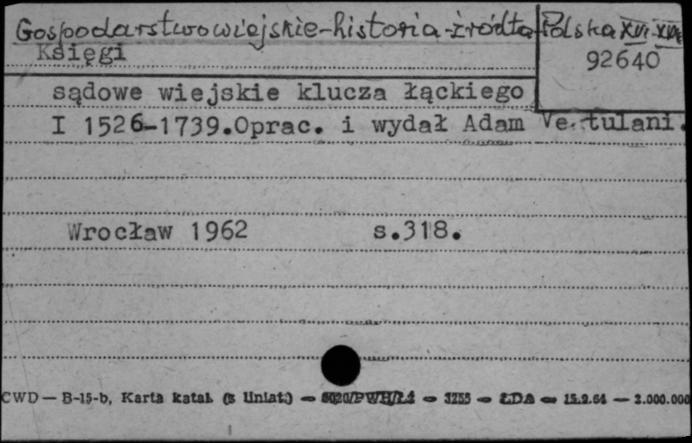 Gospodarstwo wiejskie-historia-źródła-Polska XVI-XVIII
Księgi
92640
sądowe wiejskie klucza łąckiego
I 1526-1739.Oprac. i wydał Adam Vetulani.
Wrocław 1962 s.318.
CWD — B-15-b, Karta katal. (s Uniat.) — — 3255 — ŁDA — 15.2.64 — 2.000.000